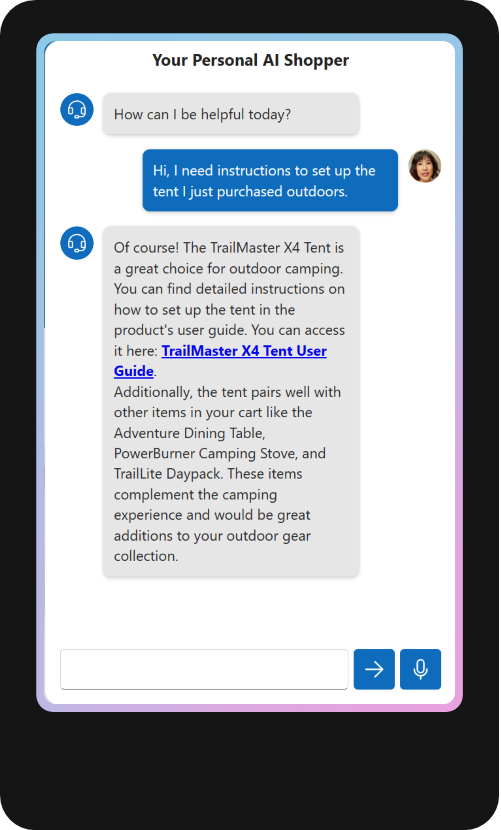 Your Personal AI Shopper
How can I be helpful today?
Hi, I need instructions to set up the
tent I just purchased outdoors.
Of course! The TrailMaster X4 Tent is
a great choice for outdoor camping.
You can find detailed instructions on
how to set up the tent in the
product's user guide. You can access
it here: TrailMaster X4 Tent User
Guide.
Additionally, the tent pairs well with
other items in your cart like the
Adventure Dining Table,
PowerBurner Camping Stove, and
TrailLite Daypack. These items
complement the camping
experience and would be great
additions to your outdoor gear
collection.